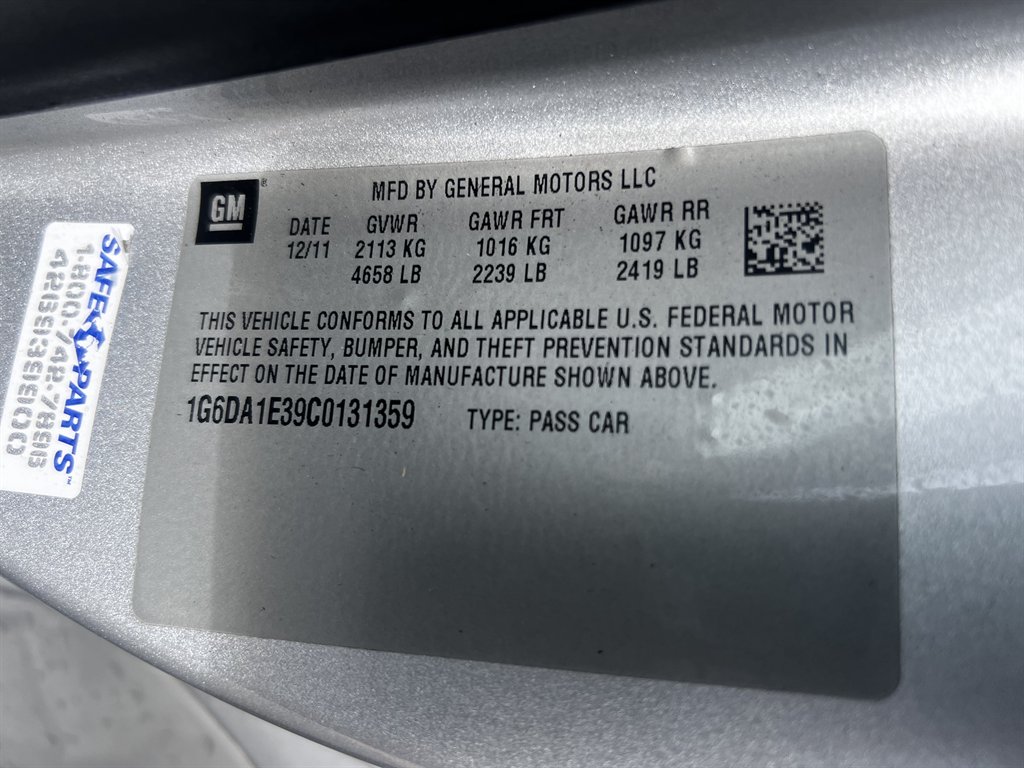 GM
MFD BY GENERAL MOTORS LLC
DATE GVWR GAWR FRT GAWR RR
12/11 2113 KG 1016 KG 1097 KG
4658 LB 2239 LB 2419 LB
THIS VEHICLE CONFORMS TO ALL APPLICABLE U.S. FEDERAL MOTOR
VEHICLE SAFETY, BUMPER, AND THEFT PREVENTION STANDARDS IN
EFFECT ON THE DATE OF MANUFACTURE SHOWN ABOVE.
1G6DA1E39C0131359 TYPE: PASS CAR
PARTS™